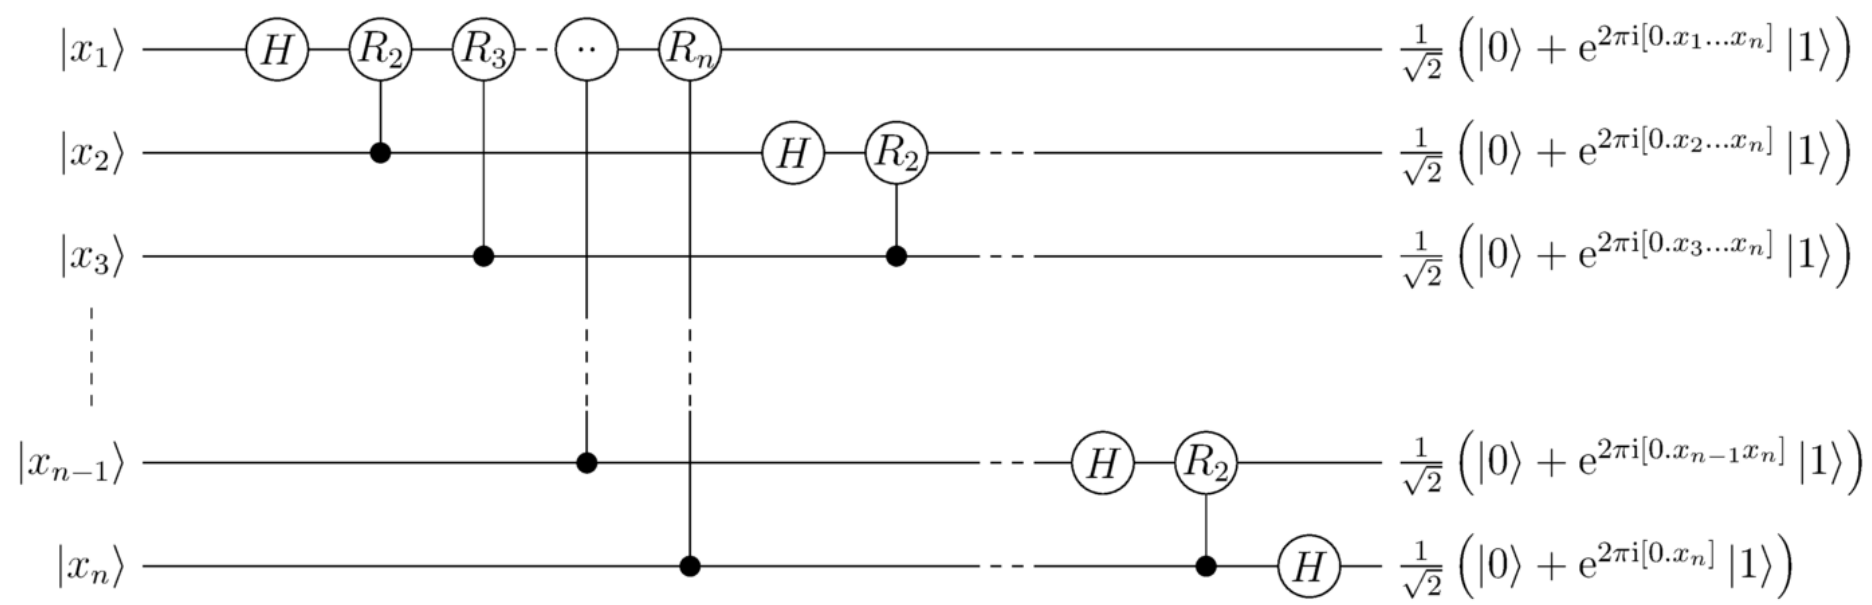 |x₁⟩ H R₂ R₃ ·· Rₙ 1/√2 (|0⟩ + e^{2πi[0.x₁...xₙ]} |1⟩)
|x₂⟩ H R₂ 1/√2 (|0⟩ + e^{2πi[0.x₂...xₙ]} |1⟩)
|x₃⟩ 1/√2 (|0⟩ + e^{2πi[0.x₃...xₙ]} |1⟩)
|xₙ₋₁⟩ H R₂ 1/√2 (|0⟩ + e^{2πi[0.xₙ₋₁xₙ]} |1⟩)
|xₙ⟩ H 1/√2 (|0⟩ + e^{2πi[0.xₙ]} |1⟩)